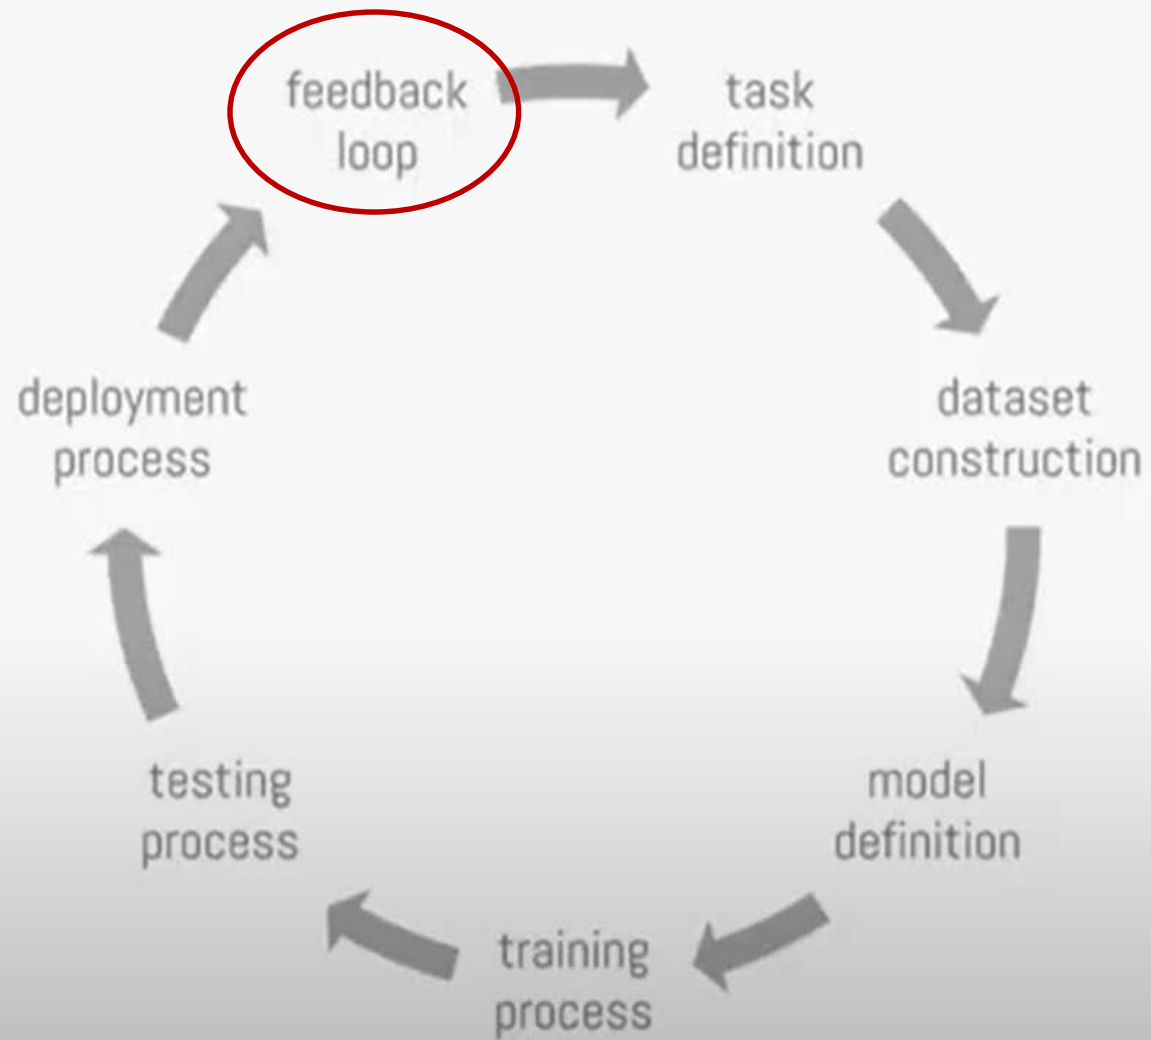 feedback
loop
task
definition
dataset
construction
model
definition
training
process
testing
process
deployment
process